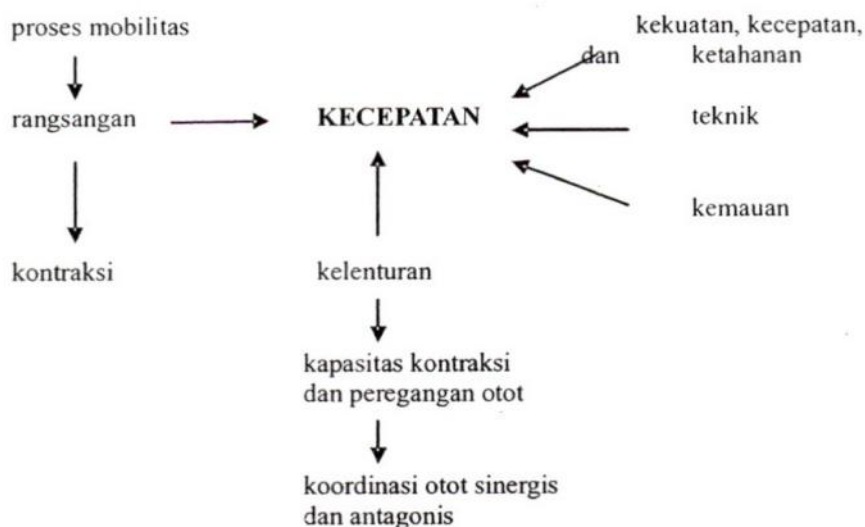 proses mobilitas
kekuatan, kecepatan,
dan ketahanan
rangsangan
KECEPATAN
teknik
kemauan
kontraksi
kelenturan
kapasitas kontraksi
dan peregangan otot
koordinasi otot sinergis
dan antagonis